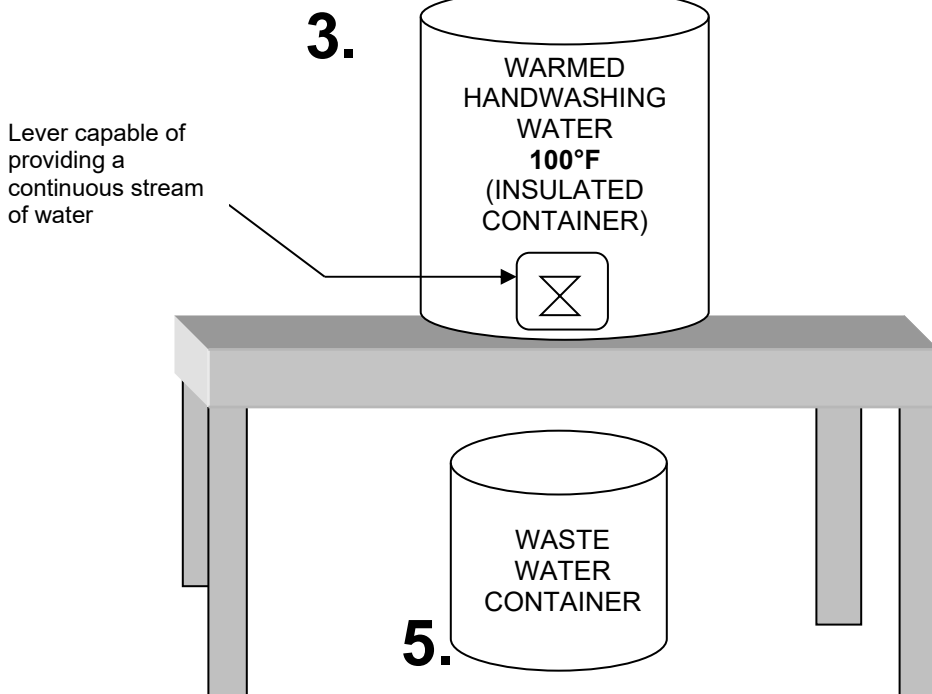 3.
WARMED
HANDWASHING
WATER
100°F
(INSULATED
CONTAINER)
Lever capable of
providing a
continuous stream
of water
WASTE
WATER
CONTAINER
5.